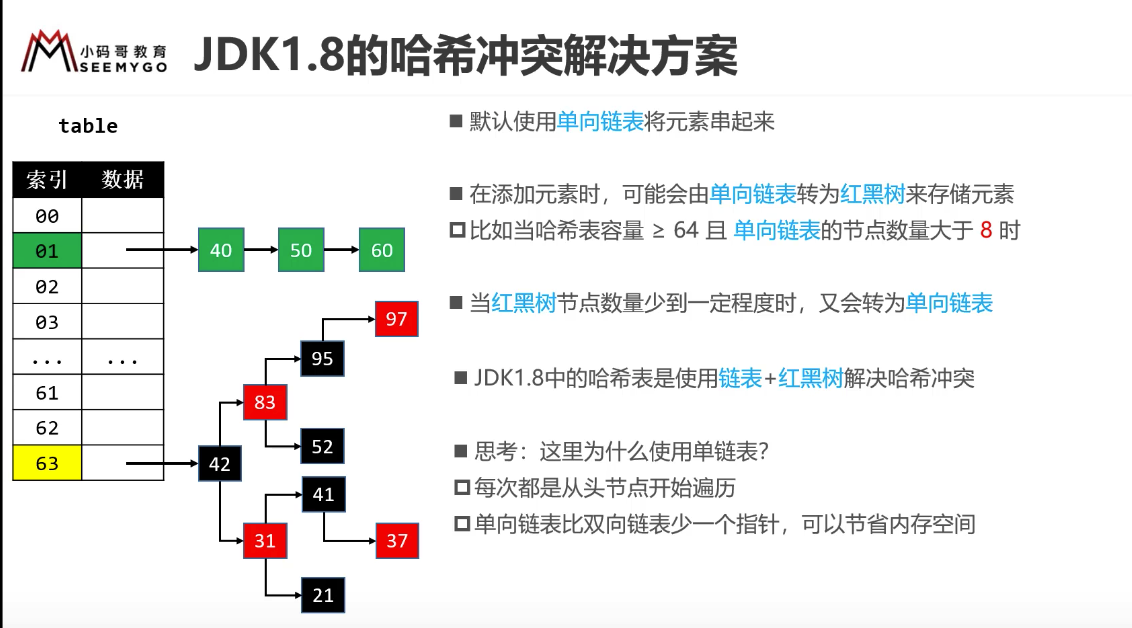 小码哥教育
SEEMYGO
JDK1.8的哈希冲突解决方案
table
索引 数据
00
01
02
03
... ...
61
62
63
40 50 60
97
95
83
52
42
41
31
37
21
■ 默认使用单向链表将元素串起来
■ 在添加元素时，可能会由单向链表转为红黑树来存储元素
□ 比如当哈希表容量 ≥ 64 且 单向链表的节点数量大于 8 时
■ 当红黑树节点数量少到一定程度时，又会转为单向链表
■ JDK1.8中的哈希表是使用链表+红黑树解决哈希冲突
■ 思考：这里为什么使用单链表？
□ 每次都是从头节点开始遍历
□ 单向链表比双向链表少一个指针，可以节省内存空间